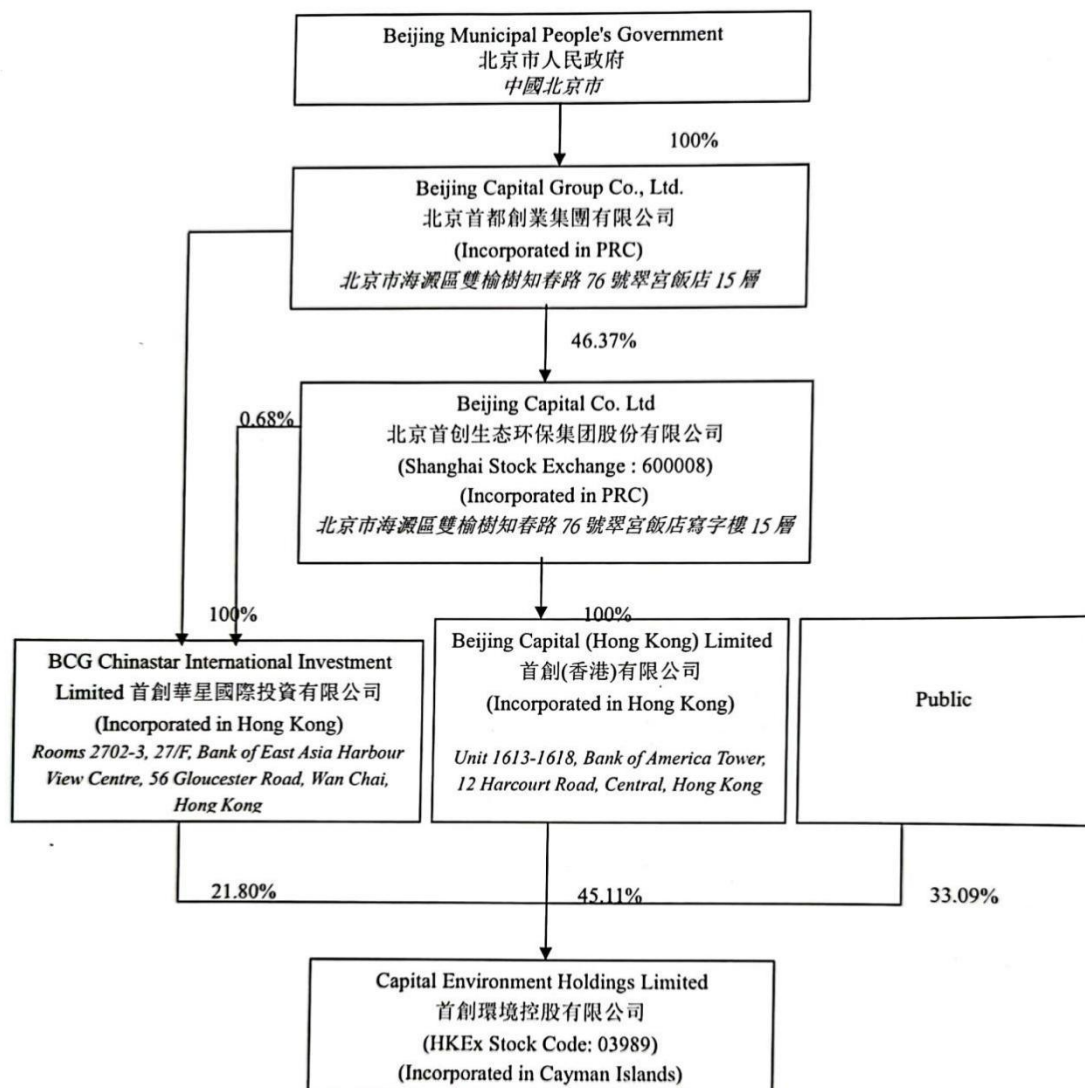 Beijing Municipal People's Government
北京市人民政府
中國北京市
100%
Beijing Capital Group Co., Ltd.
北京首都創業集團有限公司
(Incorporated in PRC)
北京市海澱區雙榆樹知春路 76 號翠宮飯店 15 層
46.37%
0.68%
Beijing Capital Co. Ltd
北京首创生态环保集团股份有限公司
(Shanghai Stock Exchange : 600008)
(Incorporated in PRC)
北京市海澱區雙榆樹知春路 76 號翠宮飯店寫字樓 15 層
100%
100%
BCG Chinastar International Investment
Limited 首創華星國際投資有限公司
(Incorporated in Hong Kong)
Rooms 2702-3, 27/F, Bank of East Asia Harbour
View Centre, 56 Gloucester Road, Wan Chai,
Hong Kong
Beijing Capital (Hong Kong) Limited
首創(香港)有限公司
(Incorporated in Hong Kong)
Unit 1613-1618, Bank of America Tower,
12 Harcourt Road, Central, Hong Kong
Public
21.80%
45.11%
33.09%
Capital Environment Holdings Limited
首創環境控股有限公司
(HKEx Stock Code: 03989)
(Incorporated in Cayman Islands)